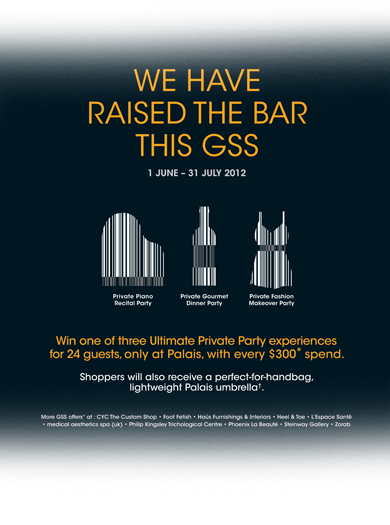 WE HAVE
RAISED THE BAR
THIS GSS
1 JUNE – 31 JULY 2012
Private Piano
Recital Party
Private Gourmet
Dinner Party
Private Fashion
Makeover Party
Win one of three Ultimate Private Party experiences
for 24 guests, only at Palais, with every $300* spend.
Shoppers will also receive a perfect-for-handbag,
lightweight Palais umbrella†.
More GSS offers^ at : CYC The Custom Shop • Foot Fetish • Haüs Furnishings & Interiors • Heel & Toe • L'Espace Santé
• medical aesthetics spa (uk) • Philip Kingsley Trichological Centre • Phoenix La Beauté • Steinway Gallery • Zorab